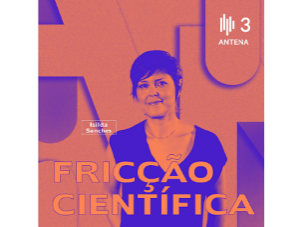 3
ANTENA
Isilda
Sanches
FRICÇÃO
CIENTÍFICA